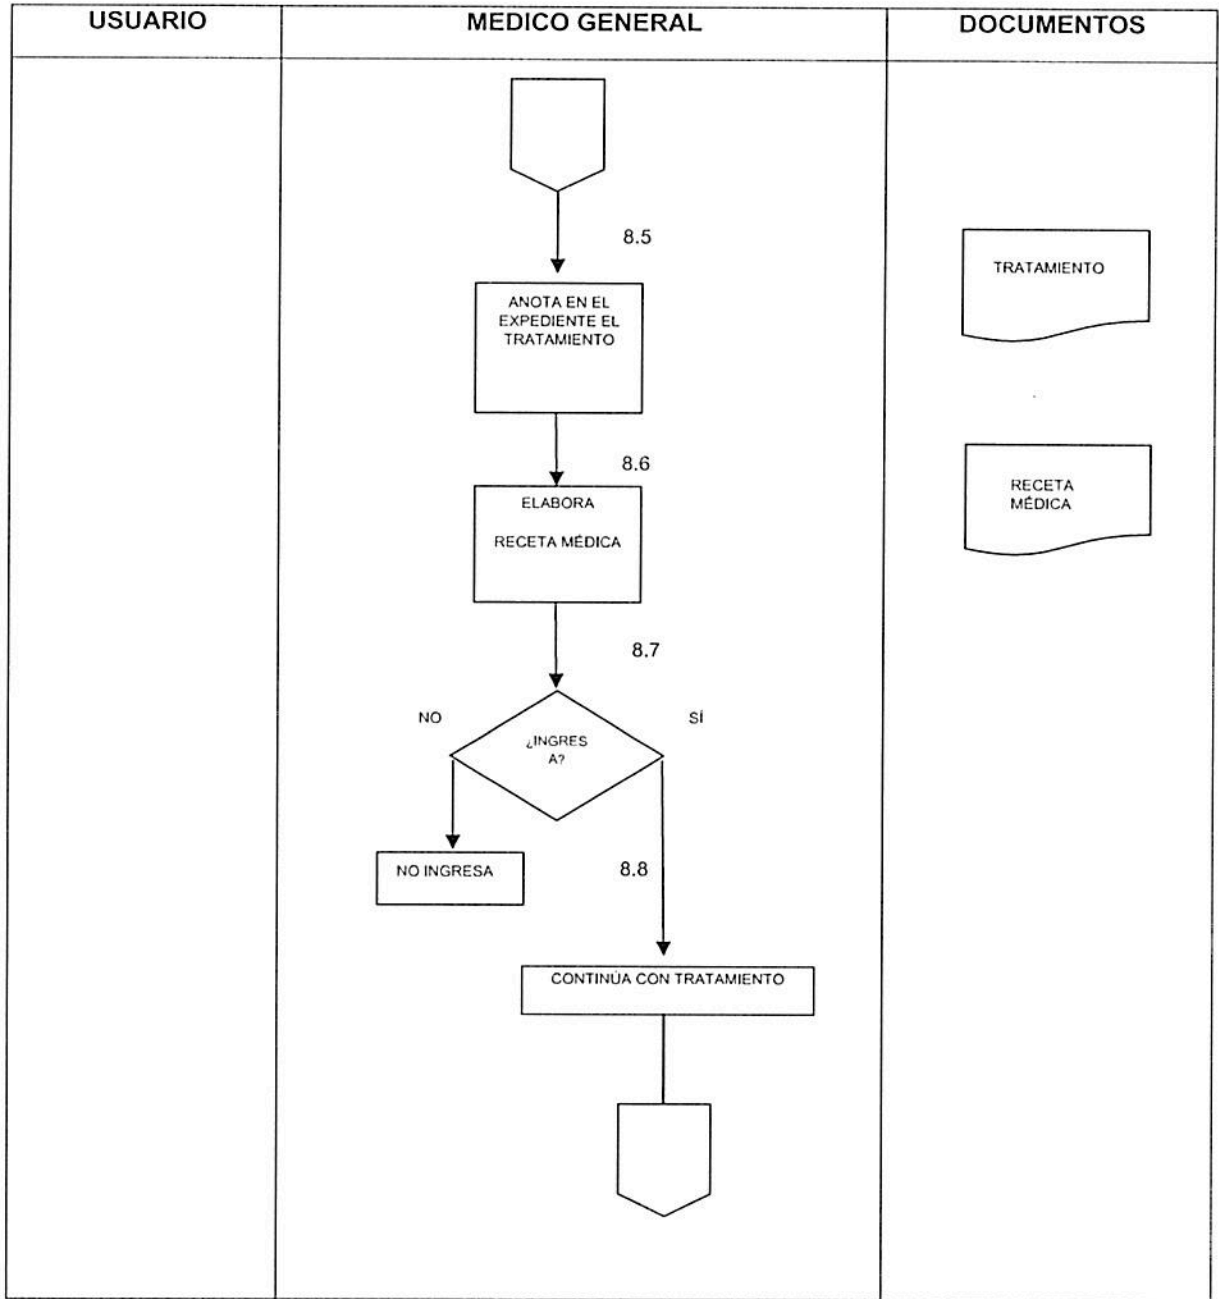 USUARIO
MEDICO GENERAL
DOCUMENTOS
8.5
TRATAMIENTO
ANOTA EN EL
EXPEDIENTE EL
TRATAMIENTO
8.6
ELABORA
RECETA MÉDICA
RECETA
MÉDICA
8.7
NO
SÍ
¿INGRES
A?
NO INGRESA
8.8
CONTINÚA CON TRATAMIENTO